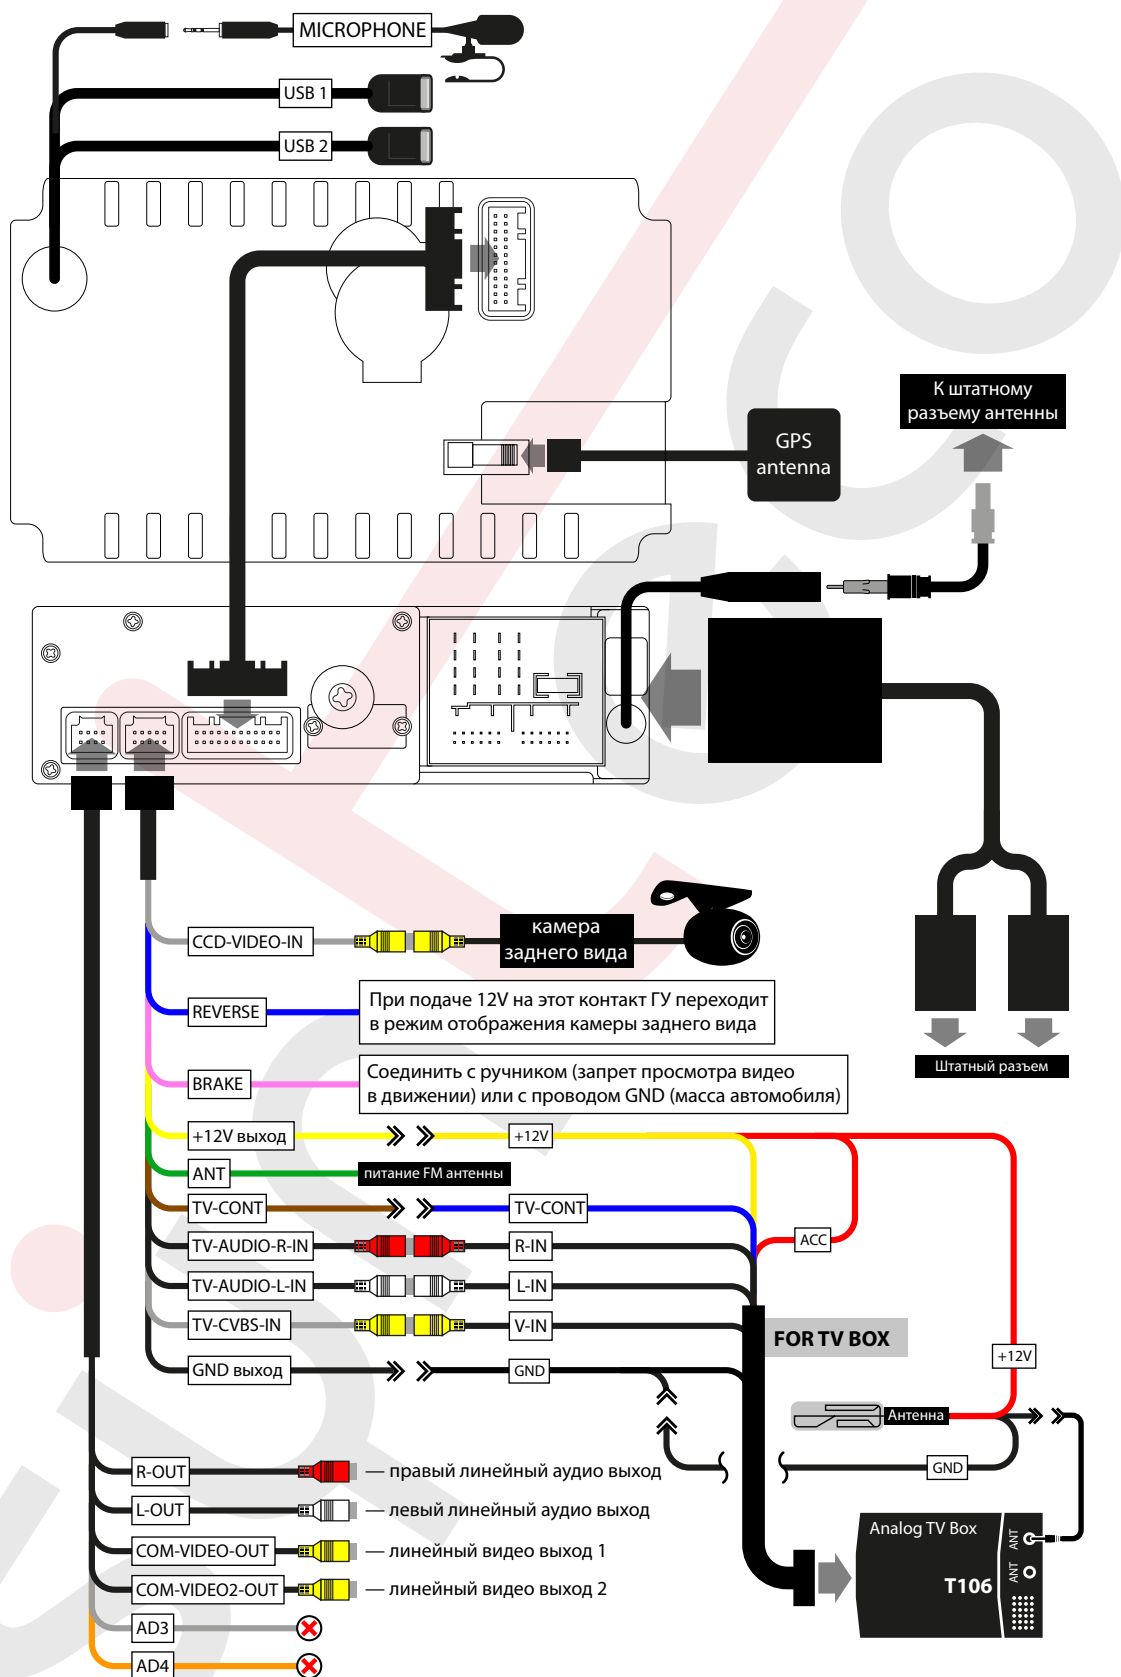 MICROPHONE
USB 1
USB 2
К штатному
разъему антенны
GPS
antenna
CCD-VIDEO-IN
камера
заднего вида
REVERSE
При подаче 12V на этот контакт ГУ переходит
в режим отображения камеры заднего вида
BRAKE
Соединить с ручником (запрет просмотра видео
в движении) или с проводом GND (масса автомобиля)
Штатный разъем
+12V выход
+12V
ANT
питание FM антенны
TV-CONT
TV-CONT
ACC
TV-AUDIO-R-IN
R-IN
TV-AUDIO-L-IN
L-IN
TV-CVBS-IN
V-IN
FOR TV BOX
GND выход
GND
+12V
Антенна
GND
R-OUT
— правый линейный аудио выход
L-OUT
— левый линейный аудио выход
COM-VIDEO-OUT
— линейный видео выход 1
COM-VIDEO2-OUT
— линейный видео выход 2
AD3
AD4
Analog TV Box
ANT
ANT
T106